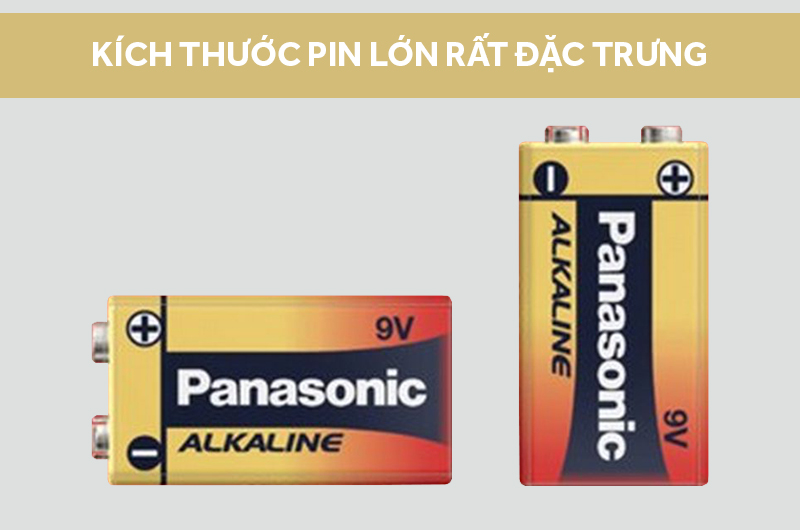 KÍCH THƯỚC PIN LỚN RẤT ĐẶC TRƯNG
9V
Panasonic
ALKALINE
Panasonic
ALKALINE
9V